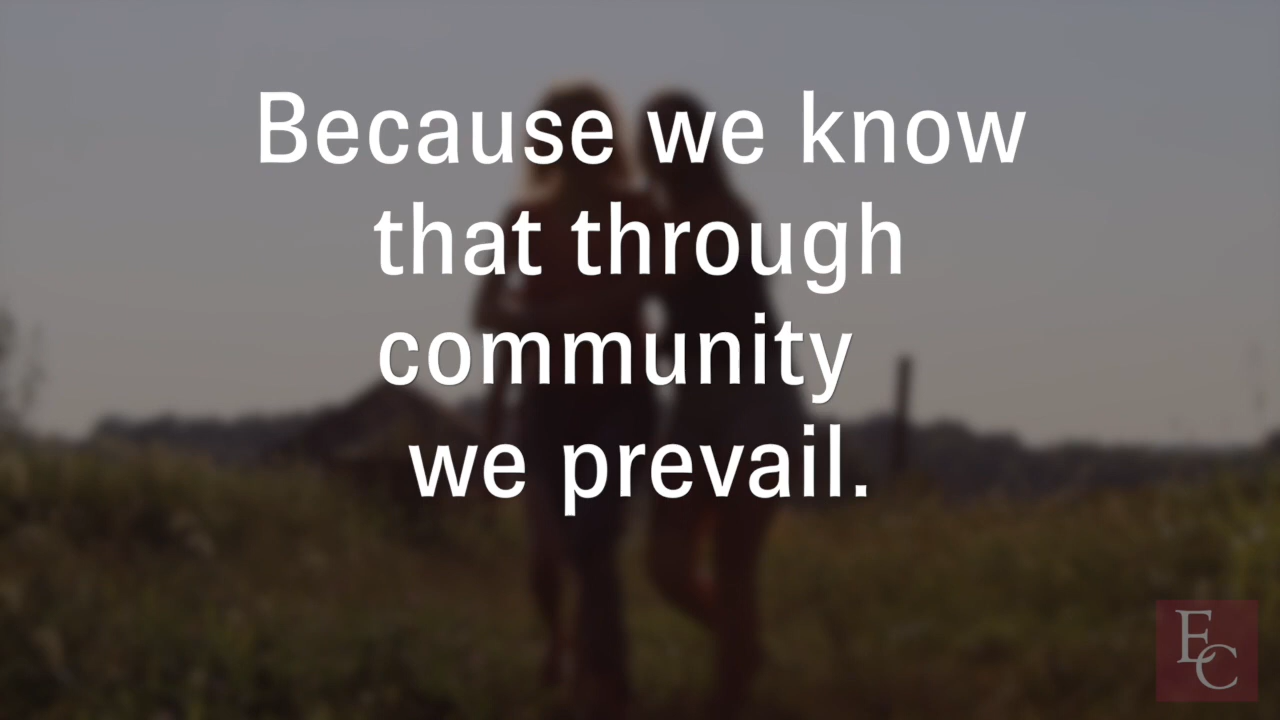 Because we know
that through
community
we prevail.
EC